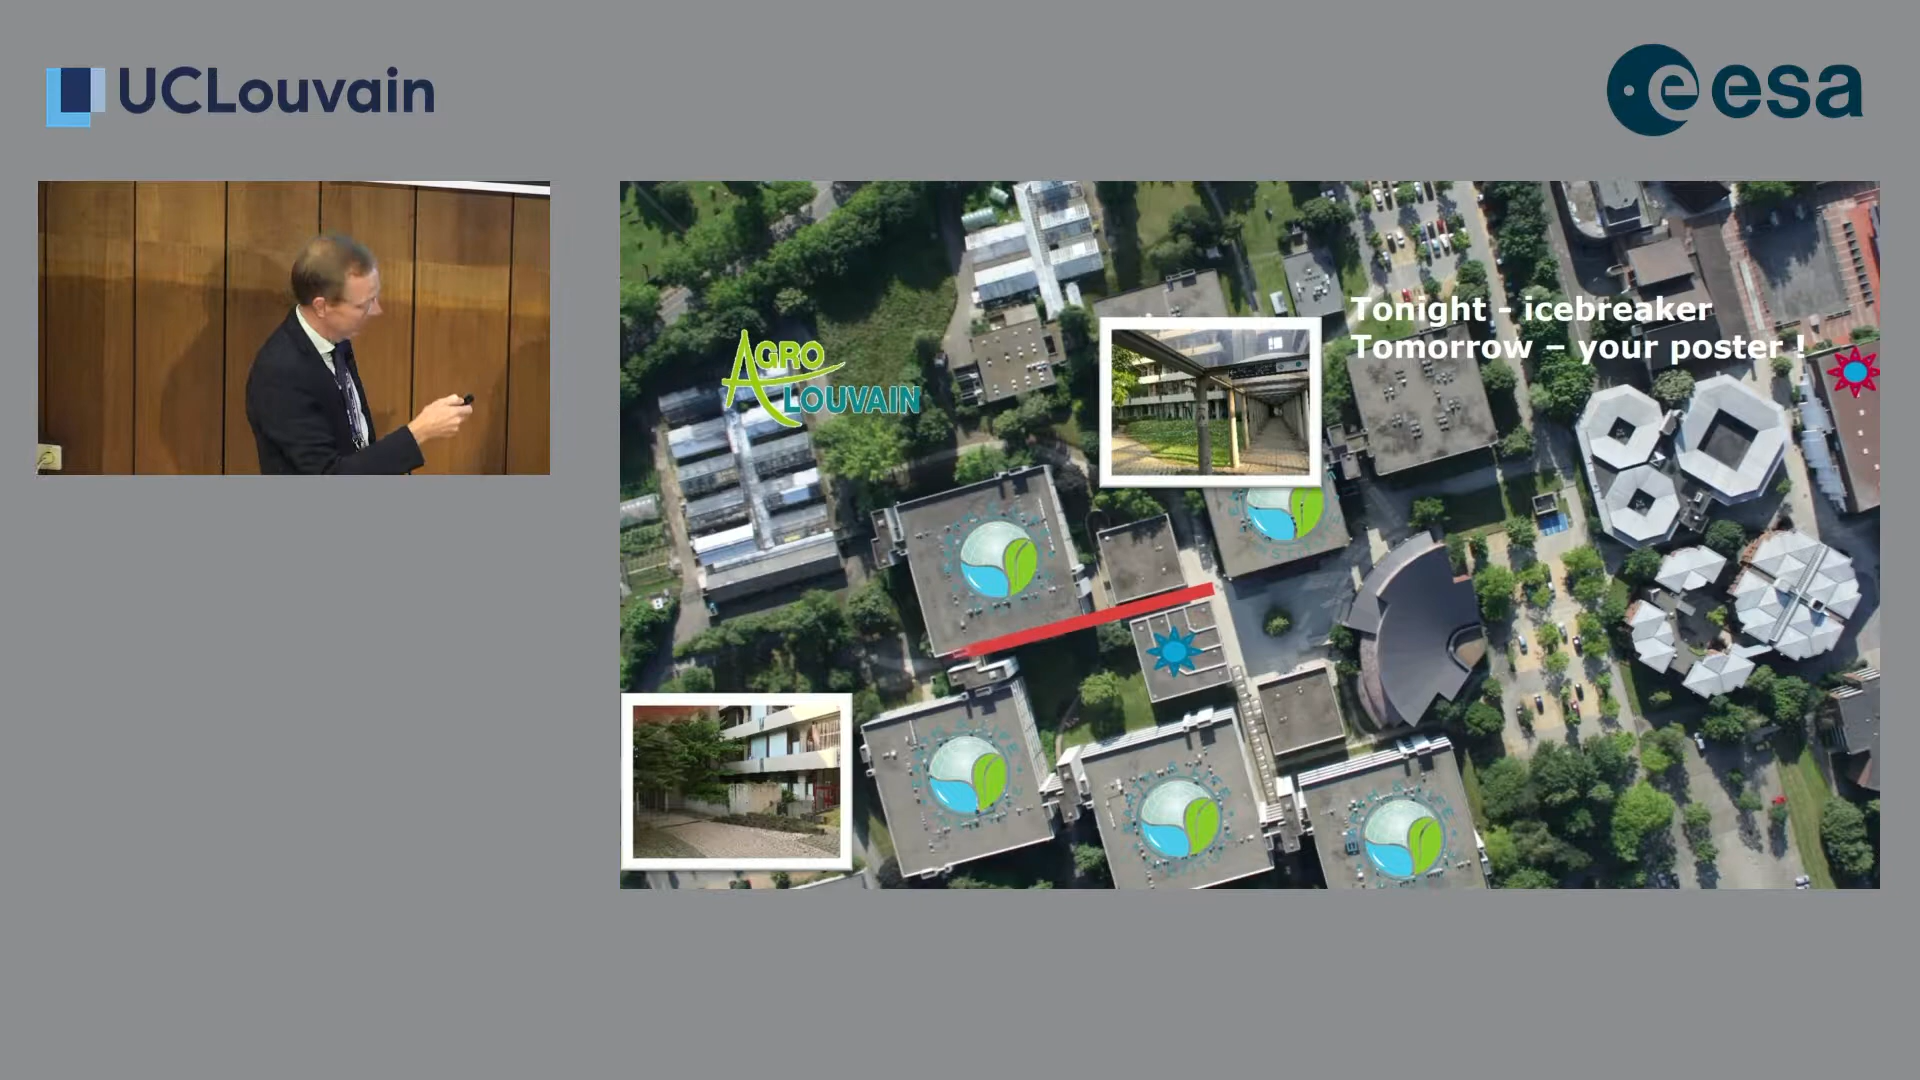 UCLouvain
esa
AGRO
LOUVAIN
Tonight - icebreaker
Tomorrow – your poster !